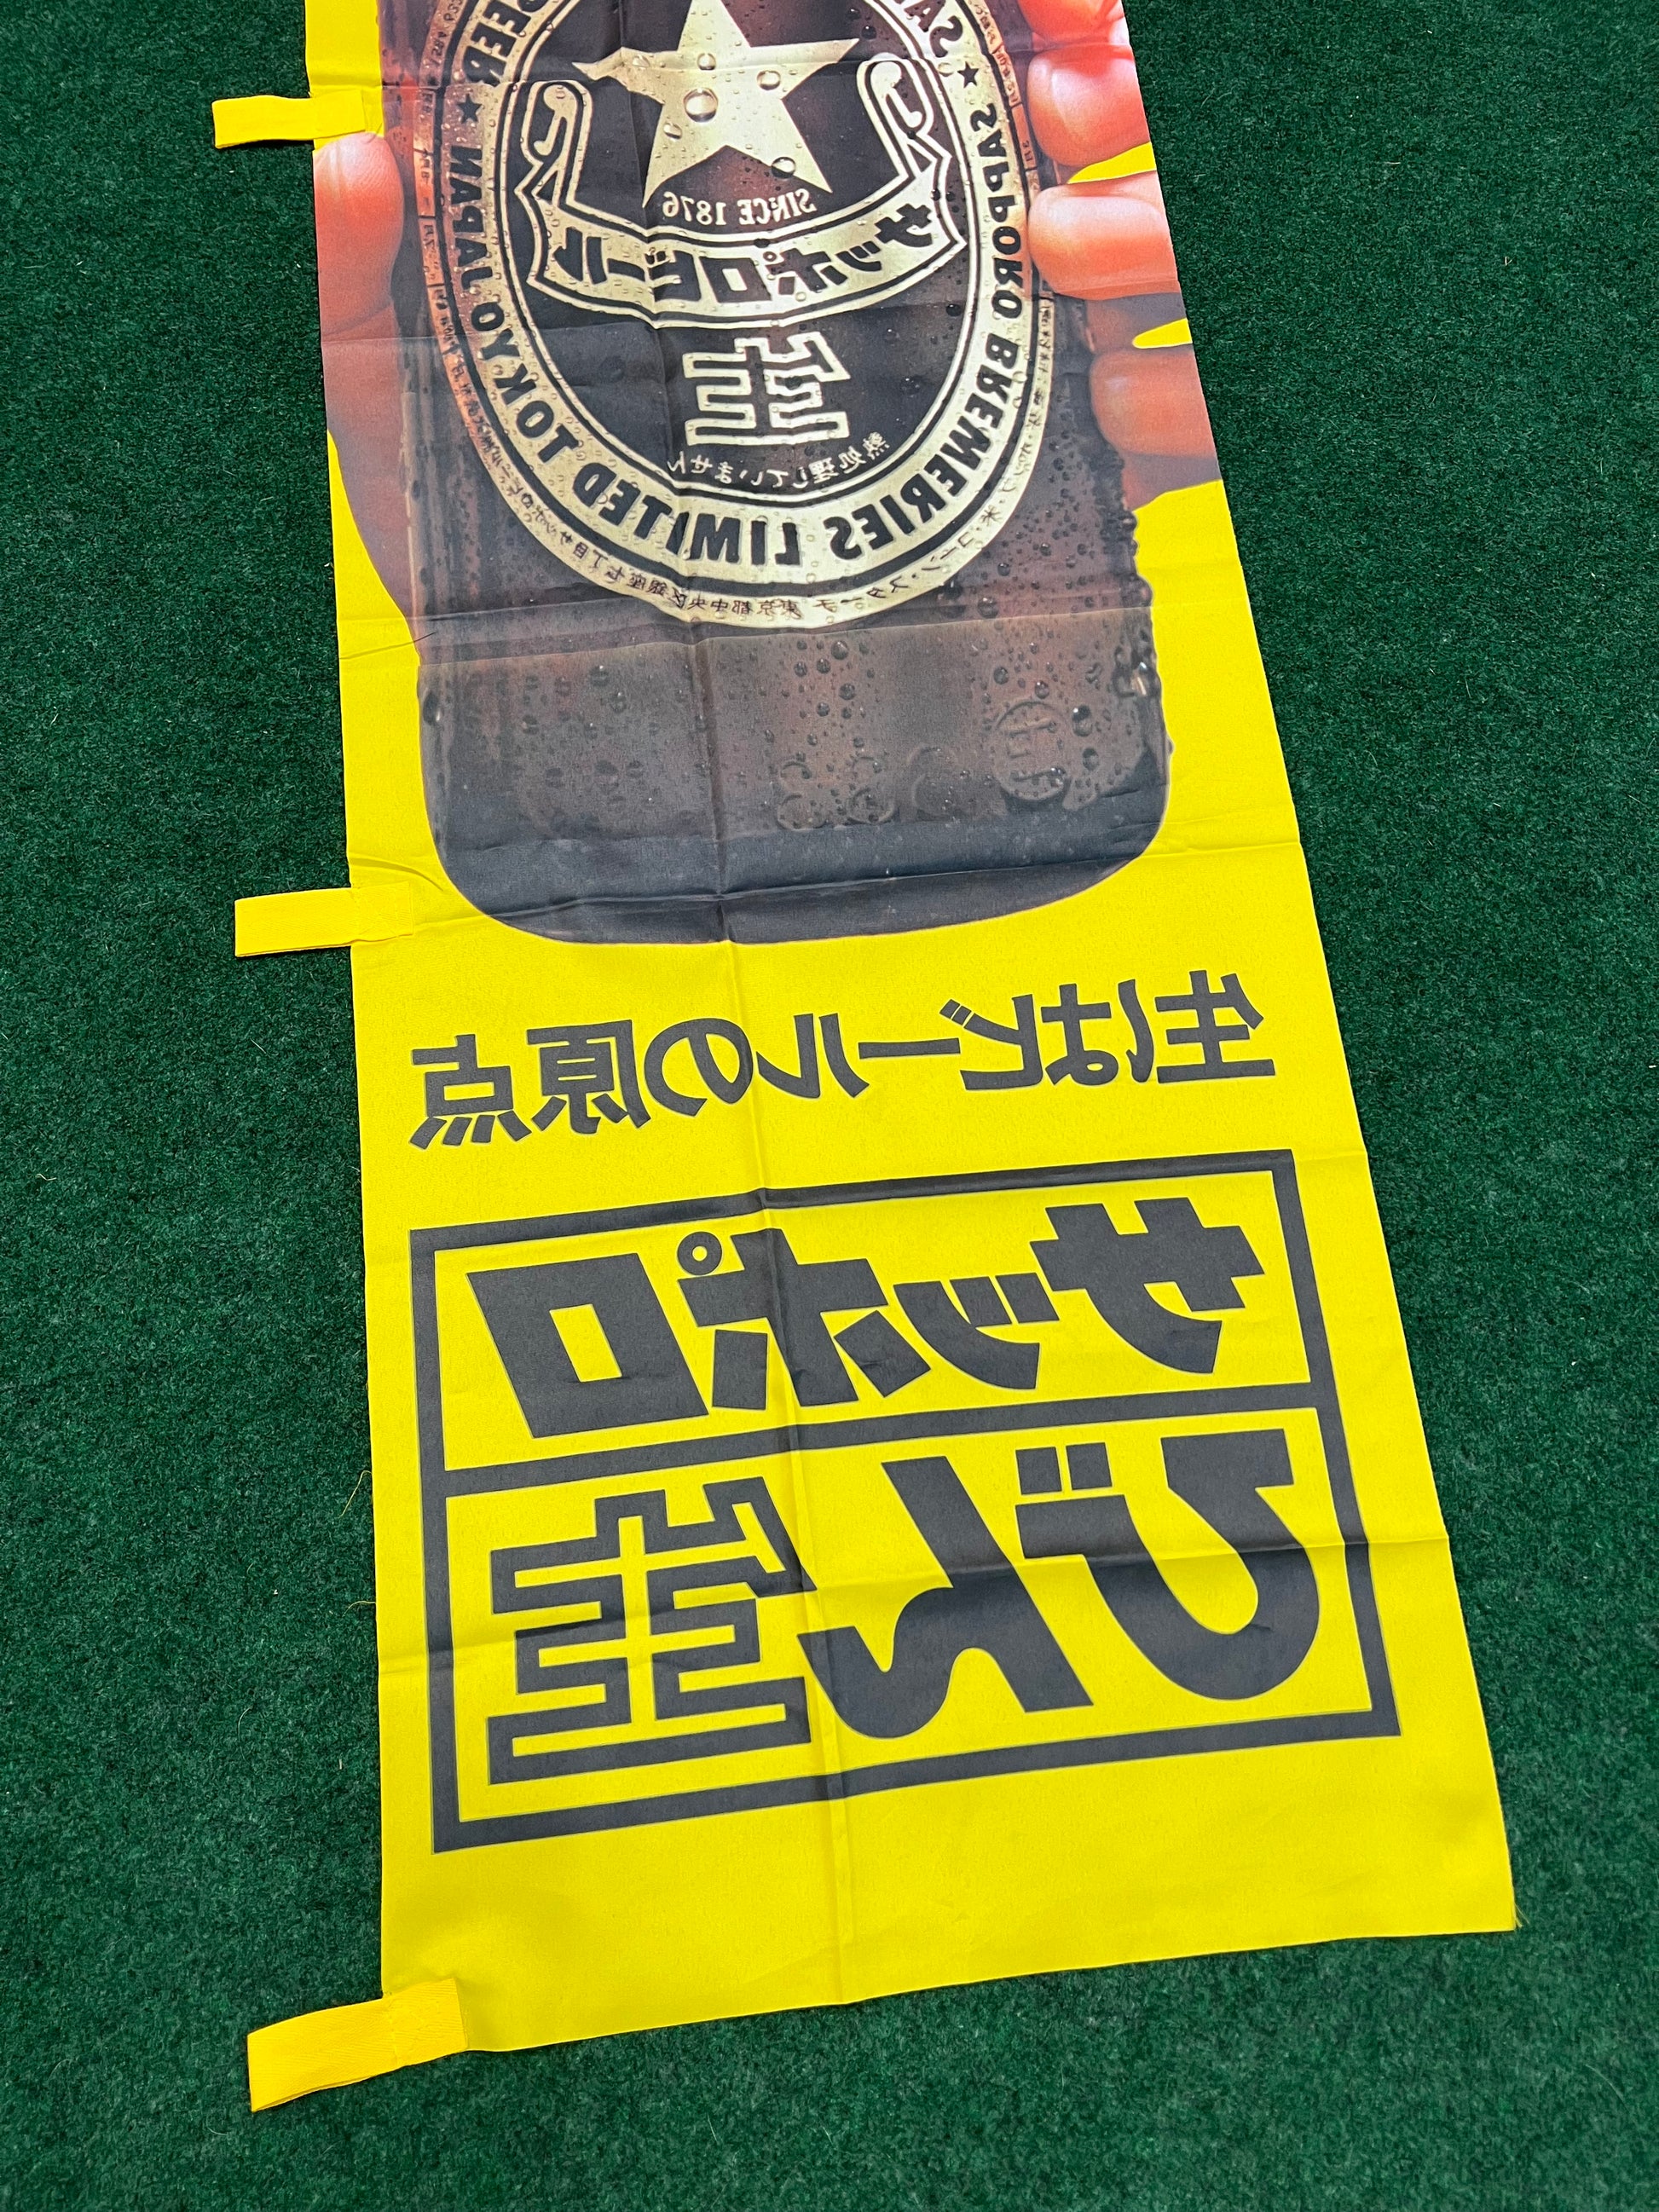 SINCE 1876
サッポロビール
生
熱処理していません
BEER ★ JAPAN TOKYO LIMITED BREWERIES SAPPORO ★
生はビールの原点
サッポロ
びん生